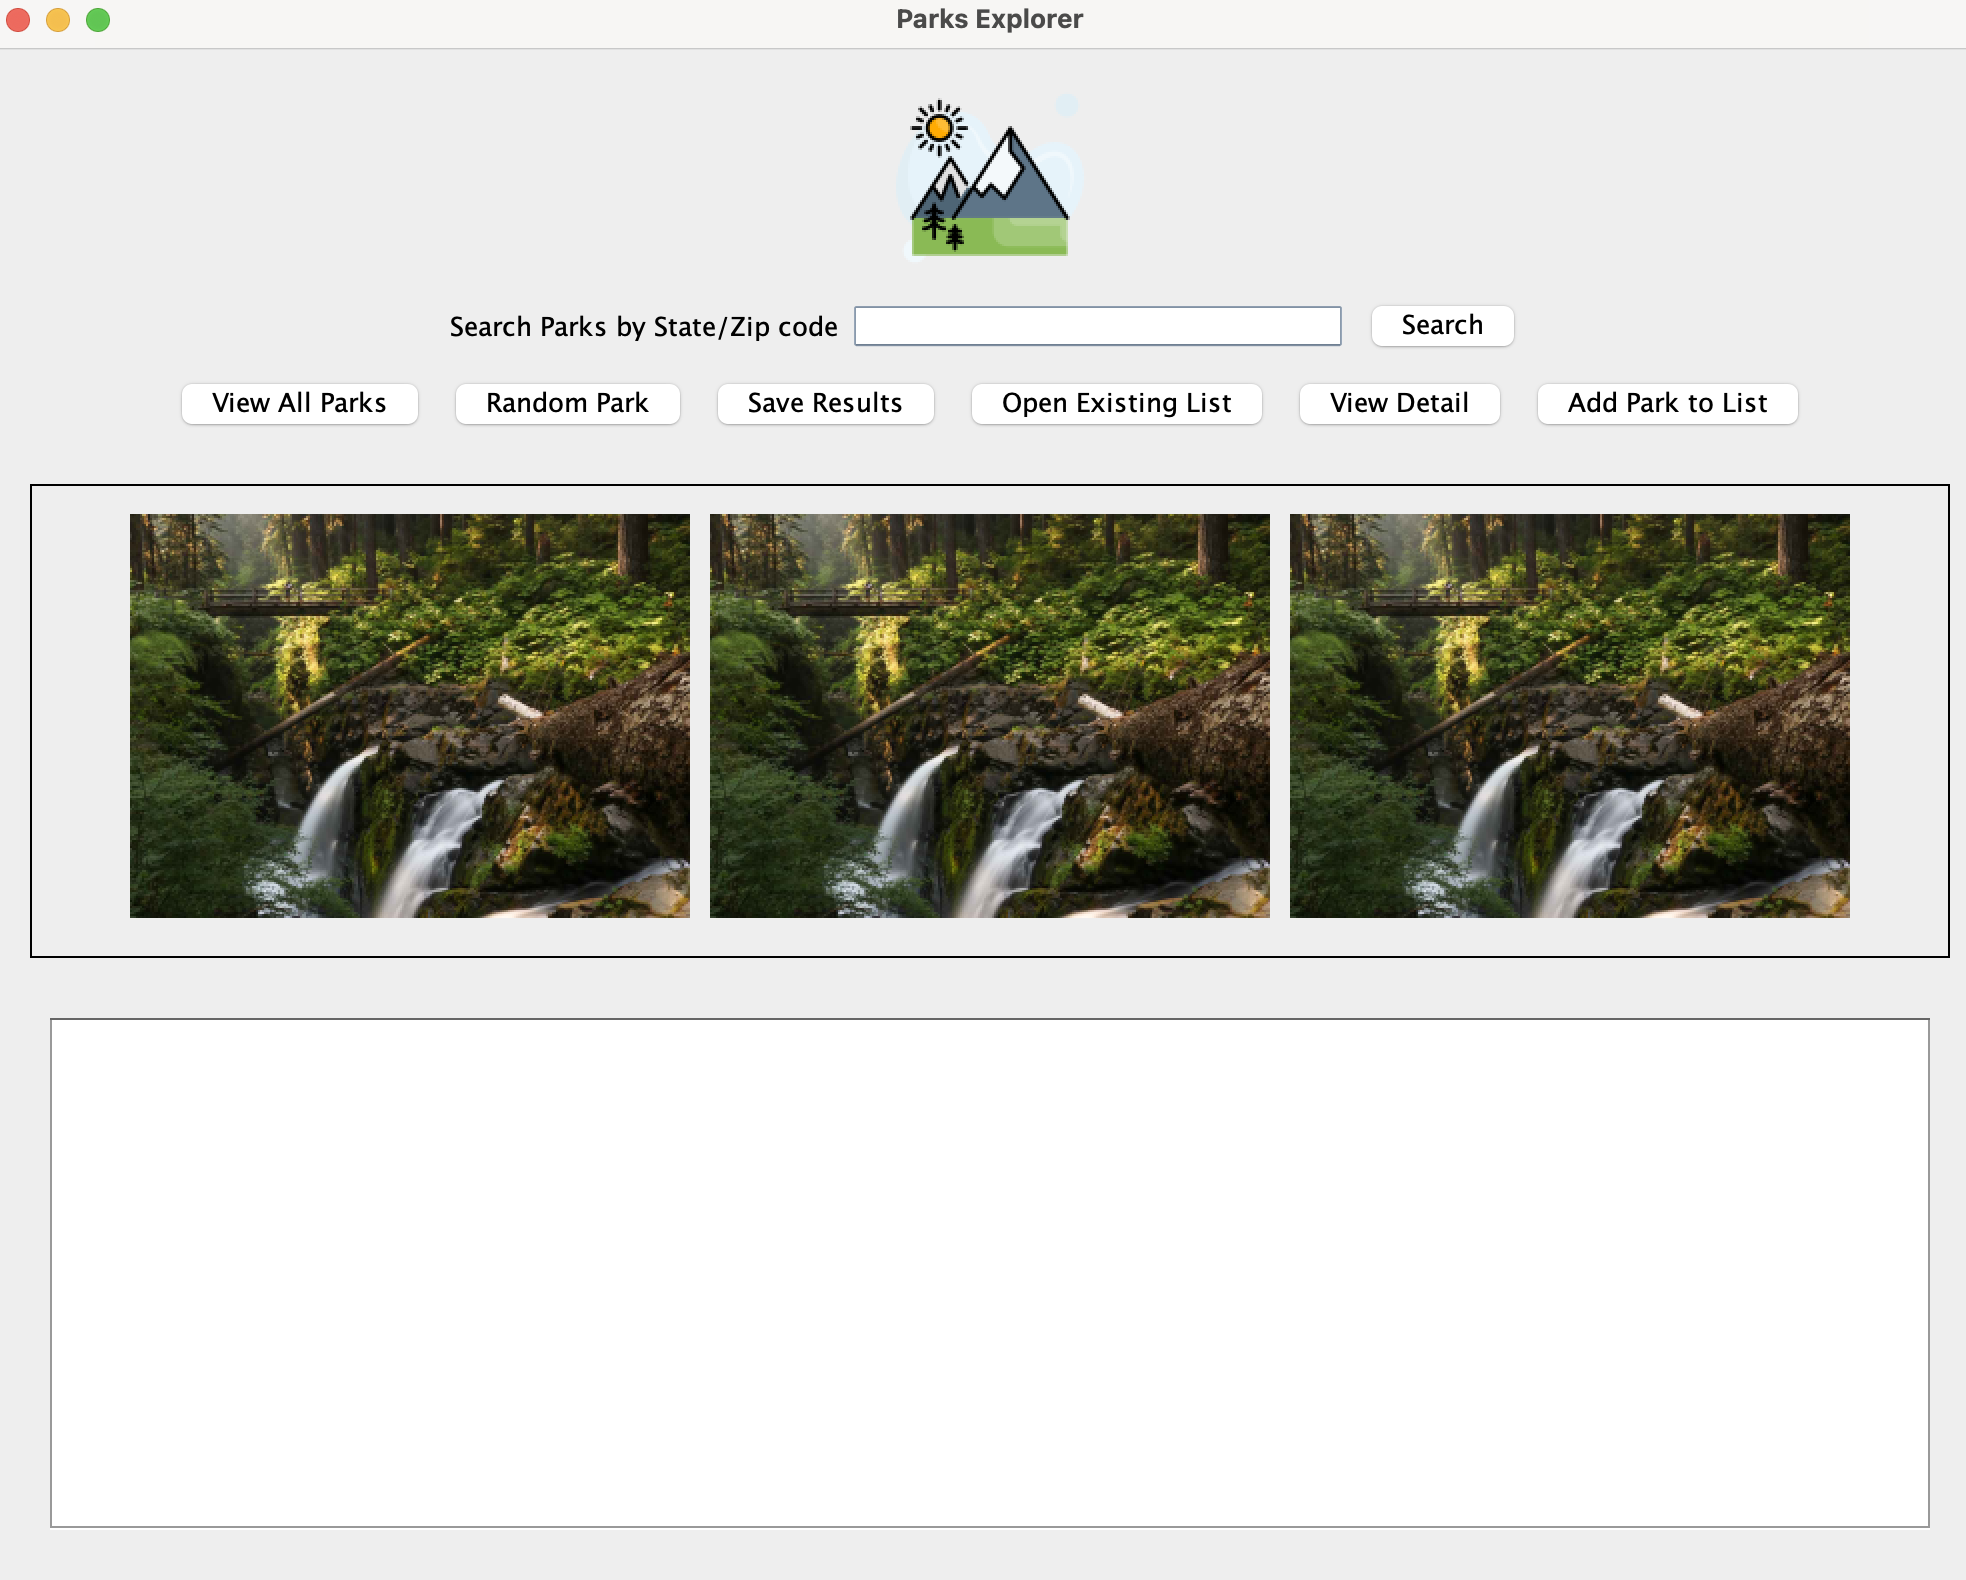 Parks Explorer
Search Parks by State/Zip code Search
View All Parks Random Park Save Results Open Existing List View Detail Add Park to List